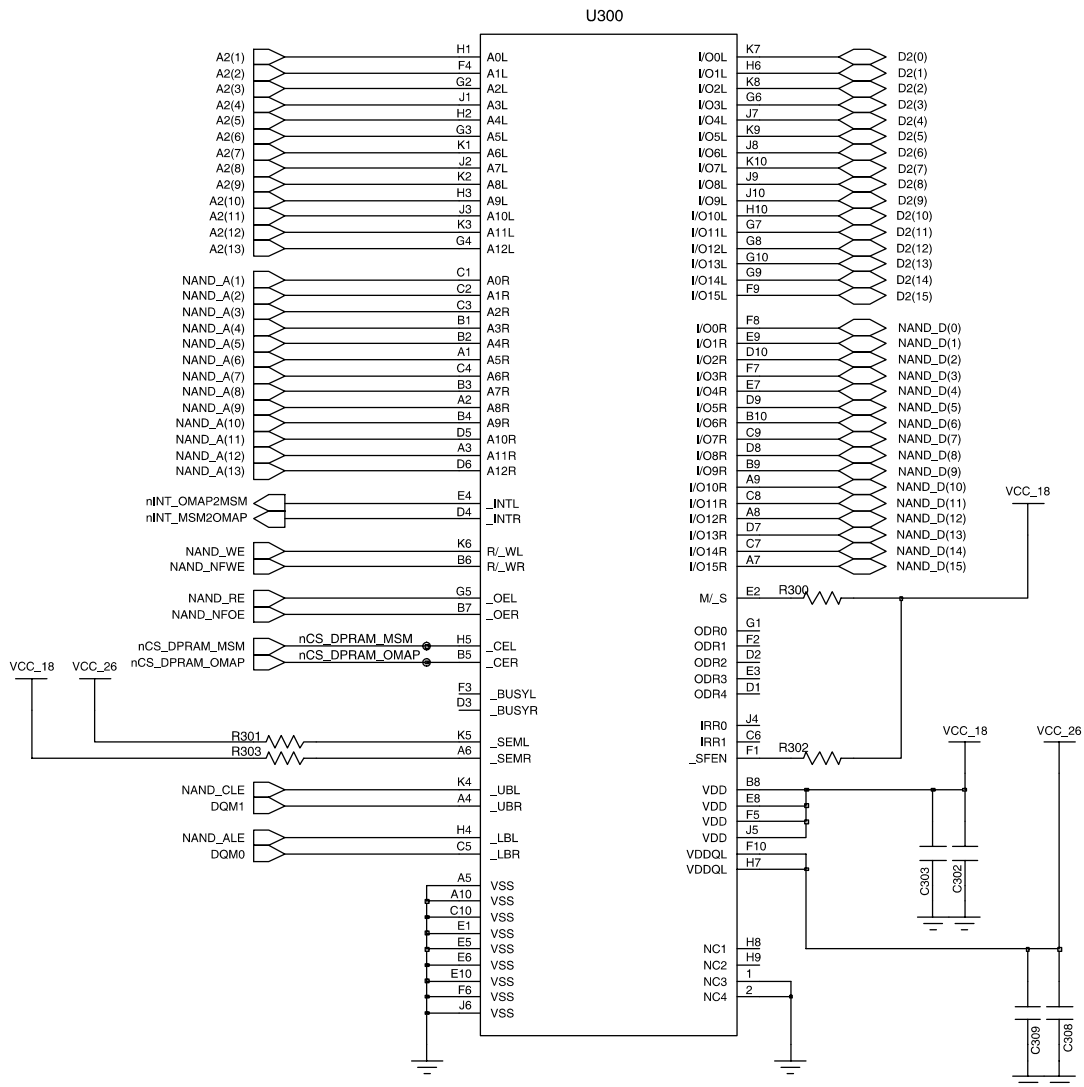 U300
A2(1) H1 A0L I/O0L K7 D2(0)
A2(2) F4 A1L I/O1L H6 D2(1)
A2(3) G2 A2L I/O2L K8 D2(2)
A2(4) J1 A3L I/O3L G6 D2(3)
A2(5) H2 A4L I/O4L J7 D2(4)
A2(6) G3 A5L I/O5L K9 D2(5)
A2(7) K1 A6L I/O6L J8 D2(6)
A2(8) J2 A7L I/O7L K10 D2(7)
A2(9) K2 A8L I/O8L J9 D2(8)
A2(10) H3 A9L I/O9L J10 D2(9)
A2(11) J3 A10L I/O10L H10 D2(10)
A2(12) K3 A11L I/O11L G7 D2(11)
A2(13) G4 A12L I/O12L G8 D2(12)
I/O13L G10 D2(13)
NAND_A(1) C1 A0R I/O14L G9 D2(14)
NAND_A(2) C2 A1R I/O15L F9 D2(15)
NAND_A(3) C3 A2R
NAND_A(4) B1 A3R I/O0R F8 NAND_D(0)
NAND_A(5) B2 A4R I/O1R E9 NAND_D(1)
NAND_A(6) A1 A5R I/O2R D10 NAND_D(2)
NAND_A(7) C4 A6R I/O3R F7 NAND_D(3)
NAND_A(8) B3 A7R I/O4R E7 NAND_D(4)
NAND_A(9) A2 A8R I/O5R D9 NAND_D(5)
NAND_A(10) B4 A9R I/O6R B10 NAND_D(6)
NAND_A(11) D5 A10R I/O7R C9 NAND_D(7)
NAND_A(12) A3 A11R I/O8R D8 NAND_D(8)
NAND_A(13) D6 A12R I/O9R B9 NAND_D(9)
I/O10R A9 NAND_D(10)
VCC_18
nINT_OMAP2MSM E4 _INTL I/O11R C8 NAND_D(11)
nINT_MSM2OMAP D4 _INTR I/O12R A8 NAND_D(12)
I/O13R D7 NAND_D(13)
NAND_WE K6 R/_WL I/O14R C7 NAND_D(14)
NAND_NFWE B6 R/_WR I/O15R A7 NAND_D(15)
NAND_RE G5 _OEL M/_S E2 R300
NAND_NFOE B7 _OER
ODR0 G1
nCS_DPRAM_MSM nCS_DPRAM_MSM H5 _CEL ODR1 F2
nCS_DPRAM_OMAP nCS_DPRAM_OMAP B5 _CER ODR2 D2
VCC_18 VCC_26
ODR3 E3
F3 _BUSYL ODR4 D1
D3 _BUSYR
IRR0 J4
R301 K5 _SEML IRR1 C6
VCC_18 VCC_26
R303 A6 _SEMR _SFEN F1 R302
NAND_CLE K4 _UBL VDD B8
DQM1 A4 _UBR VDD E8
VDD F5
NAND_ALE H4 _LBL VDD J5
DQM0 C5 _LBR VDDQL F10
VDDQL H7
C303 C302
A5 VSS
A10 VSS
C10 VSS
E1 VSS
E5 VSS NC1 H8
E6 VSS NC2 H9
E10 VSS NC3 1
F6 VSS NC4 2
J6 VSS
C309 C308